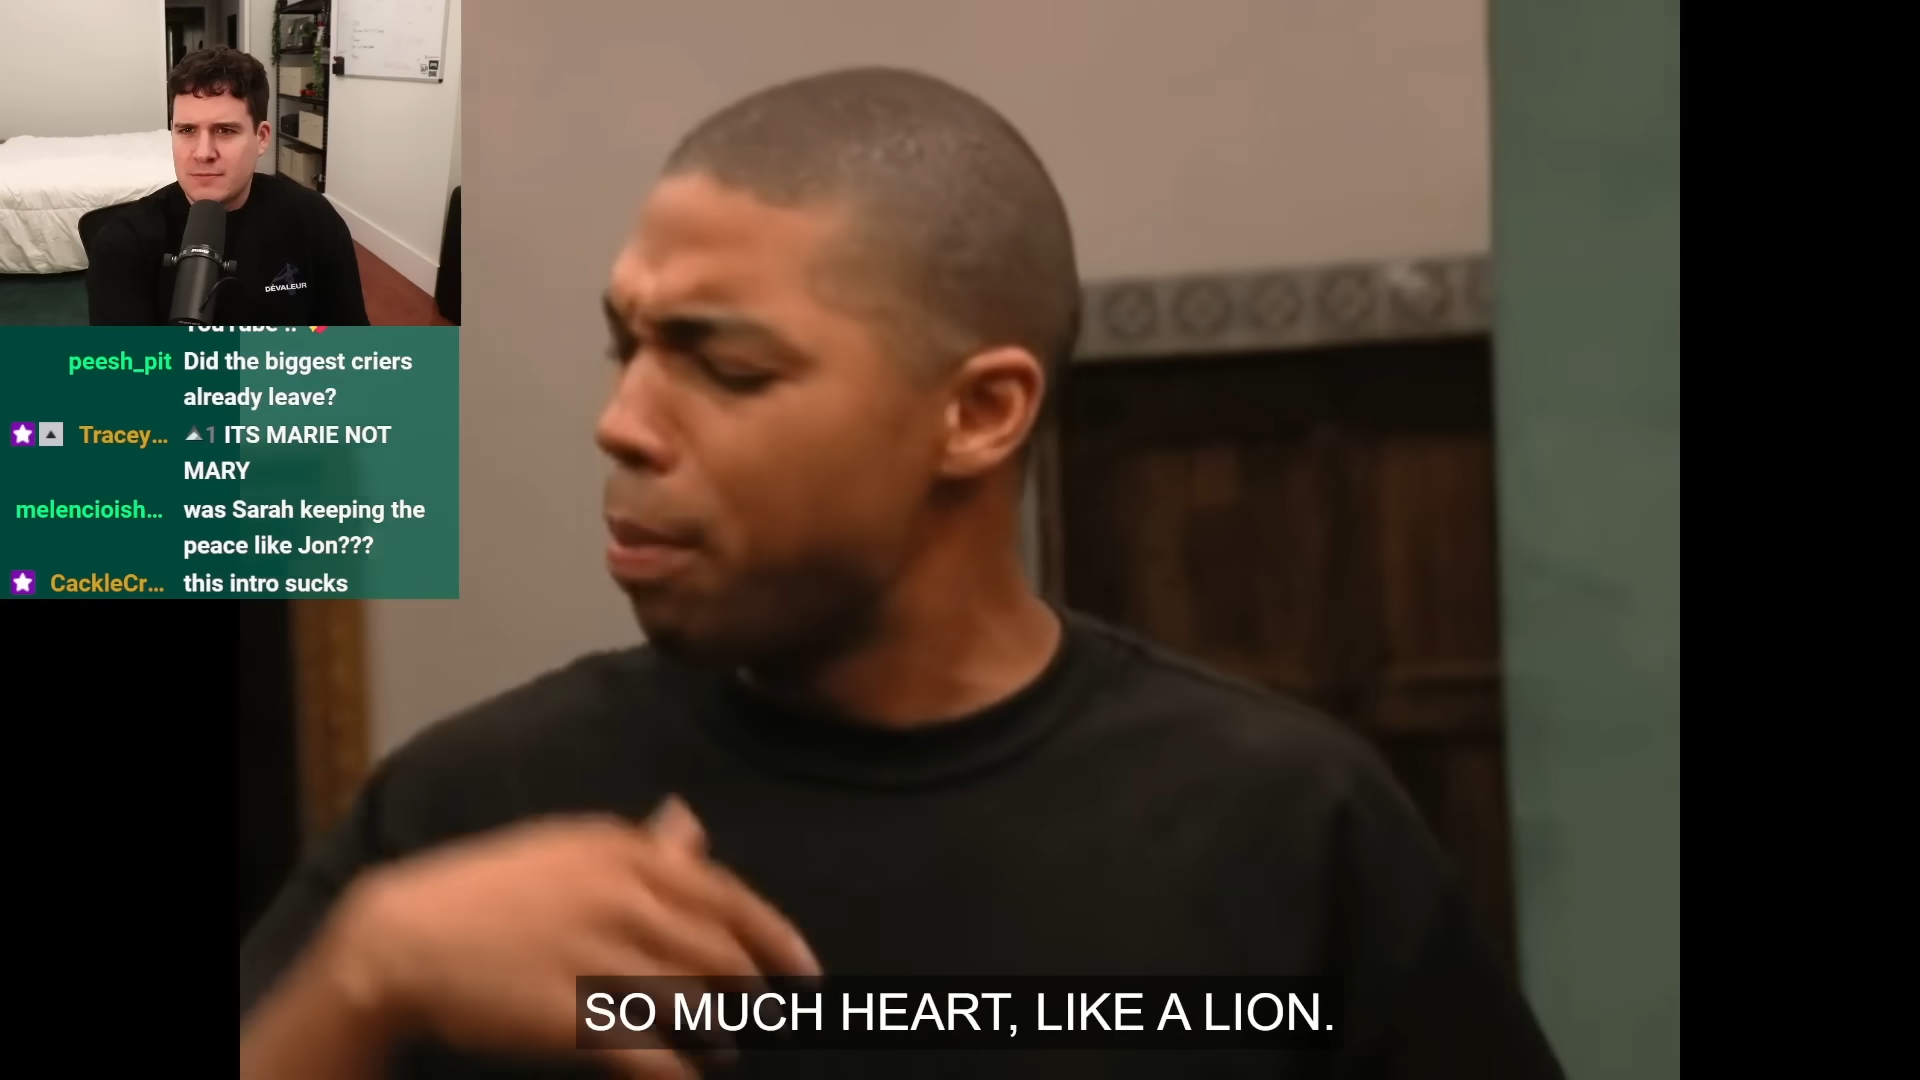 DÉVALEUR
YouTube ..
peesh_pit Did the biggest criers
already leave?
Tracey... 1 ITS MARIE NOT
MARY
melencioish... was Sarah keeping the
peace like Jon???
CackleCr... this intro sucks
SO MUCH HEART, LIKE A LION.